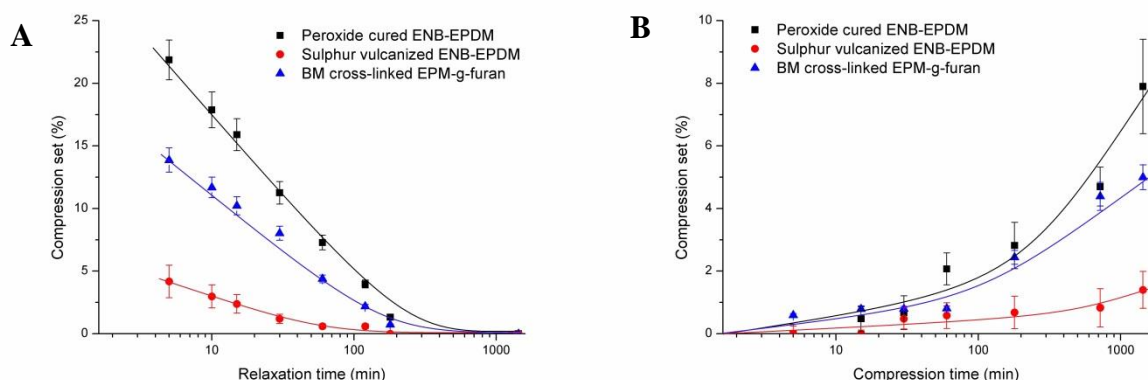 A
Peroxide cured ENB-EPDM
Sulphur vulcanized ENB-EPDM
BM cross-linked EPM-g-furan
Compression set (%)
25
20
15
10
5
0
10
100
1000
Relaxation time (min)
B
Peroxide cured ENB-EPDM
Sulphur vulcanized ENB-EPDM
BM cross-linked EPM-g-furan
Compression set (%)
10
8
6
4
2
0
10
100
1000
Compression time (min)